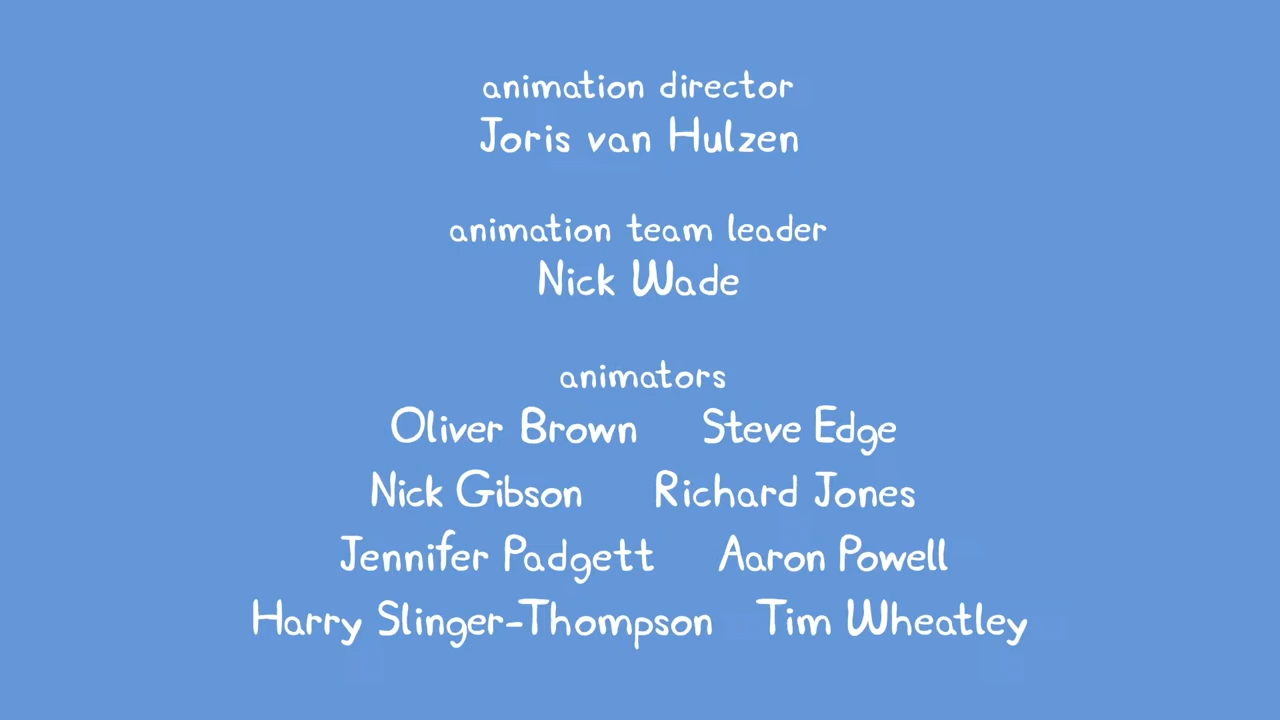 animation director
Joris van Hulzen
animation team leader
Nick Wade
animators
Oliver Brown Steve Edge
Nick Gibson Richard Jones
Jennifer Padgett Aaron Powell
Harry Slinger-Thompson Tim Wheatley